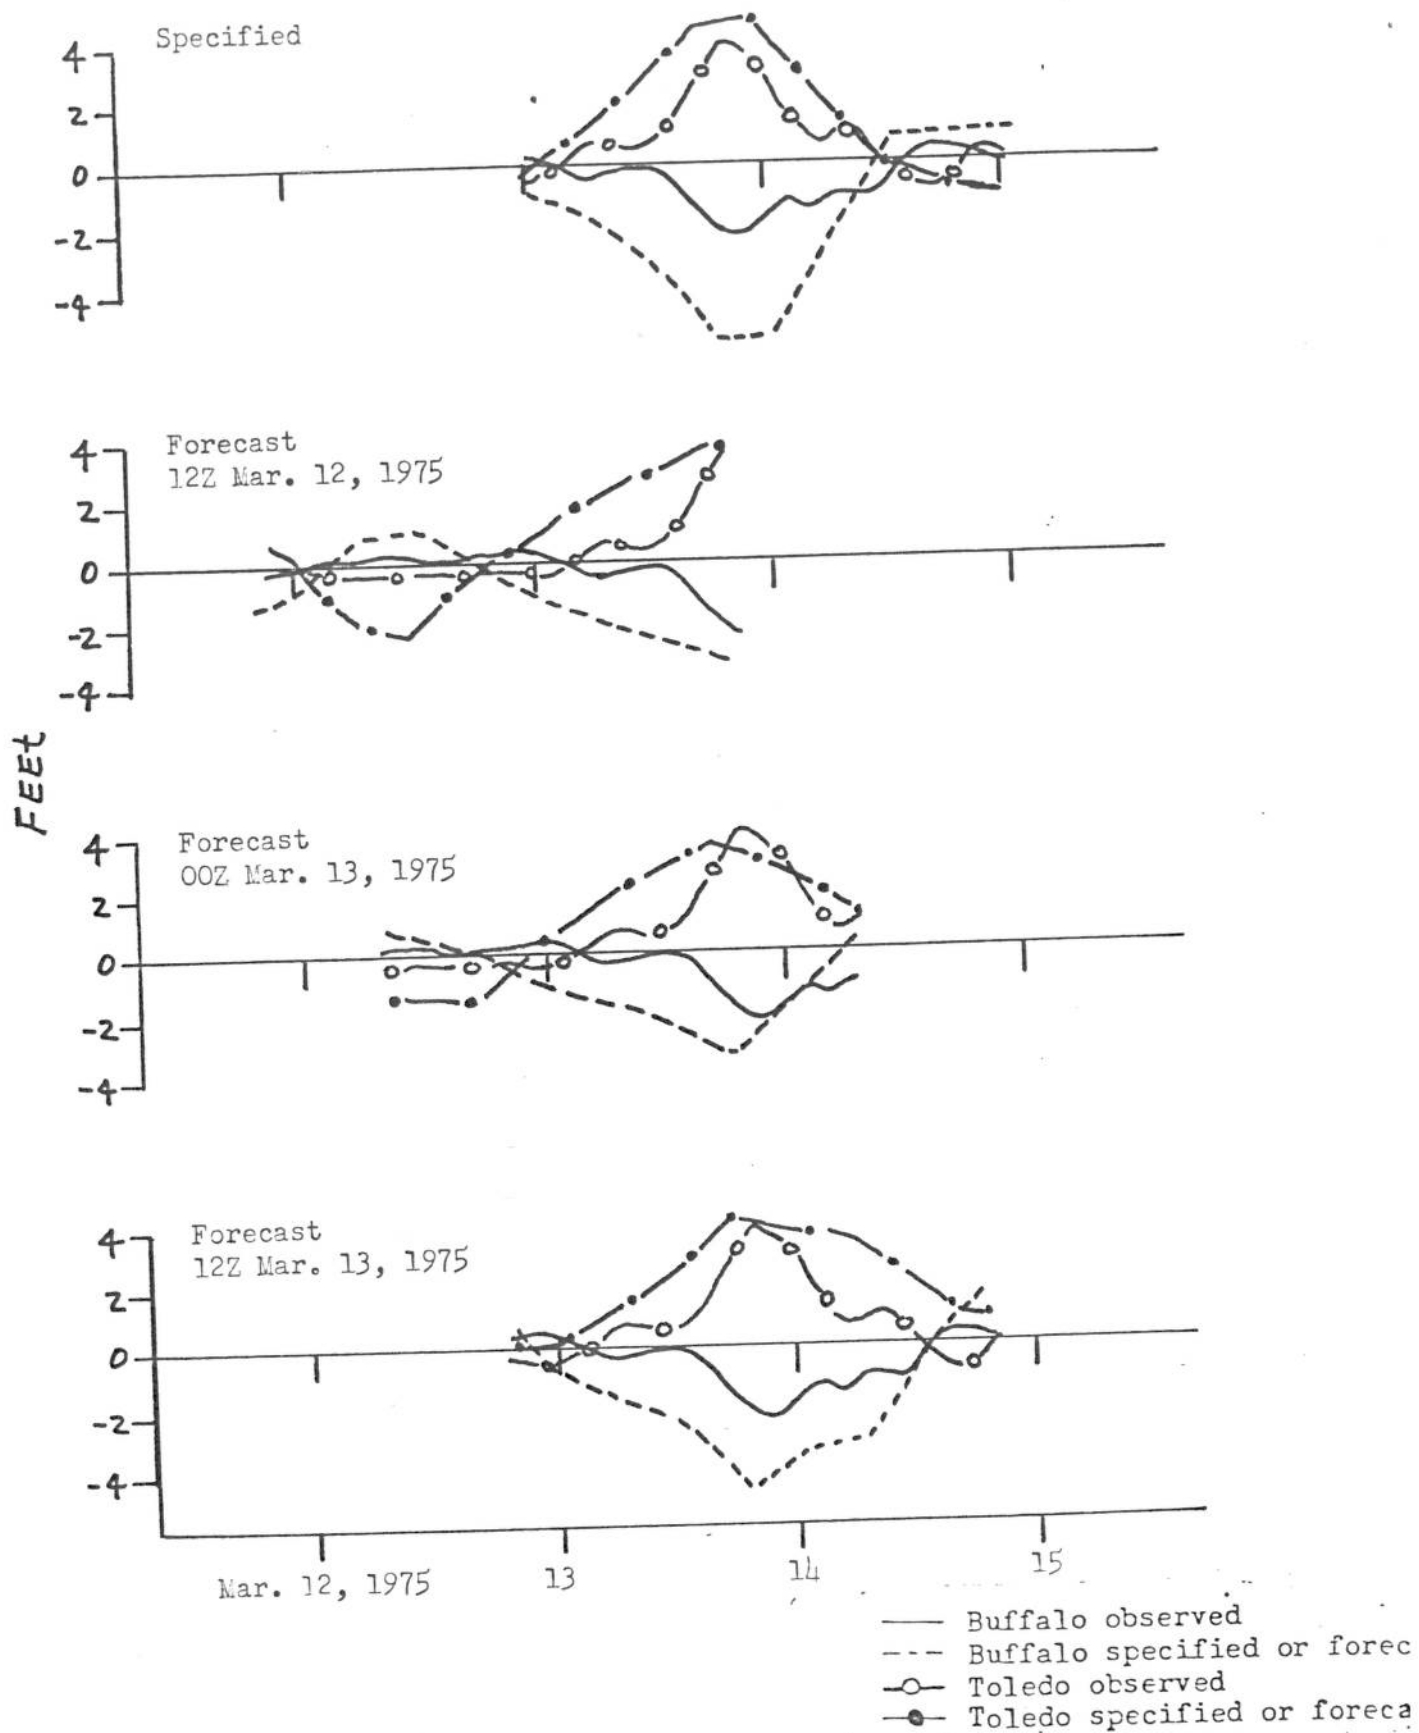 Specified
4
2
0
-2
-4
Forecast
12Z Mar. 12, 1975
4
2
0
-2
-4
FEEt
Forecast
00Z Mar. 13, 1975
4
2
0
-2
-4
Forecast
12Z Mar. 13, 1975
4
2
0
-2
-4
Mar. 12, 1975 13 14 15
Buffalo observed
Buffalo specified or forec
Toledo observed
Toledo specified or foreca